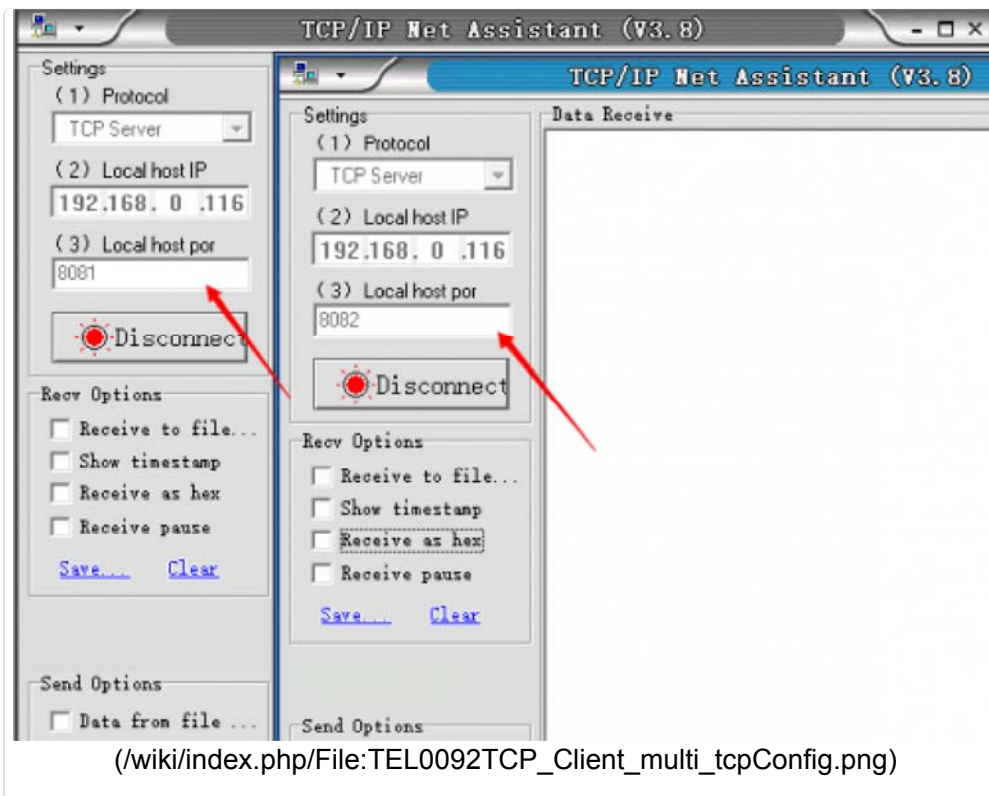 TCP/IP Net Assistant (V3.8)
Settings
(1) Protocol
TCP Server
(2) Local host IP
192.168. 0 .116
(3) Local host por
8081
Disconnect
Recv Options
Receive to file...
Show timestamp
Receive as hex
Receive pause
Save... Clear
Send Options
Data from file ...
TCP/IP Net Assistant (V3.8)
Settings
(1) Protocol
TCP Server
(2) Local host IP
192.168. 0 .116
(3) Local host por
8082
Disconnect
Recv Options
Receive to file...
Show timestamp
Receive as hex
Receive pause
Save... Clear
Send Options
Data Receive
(/wiki/index.php/File:TEL0092TCP_Client_multi_tcpConfig.png)